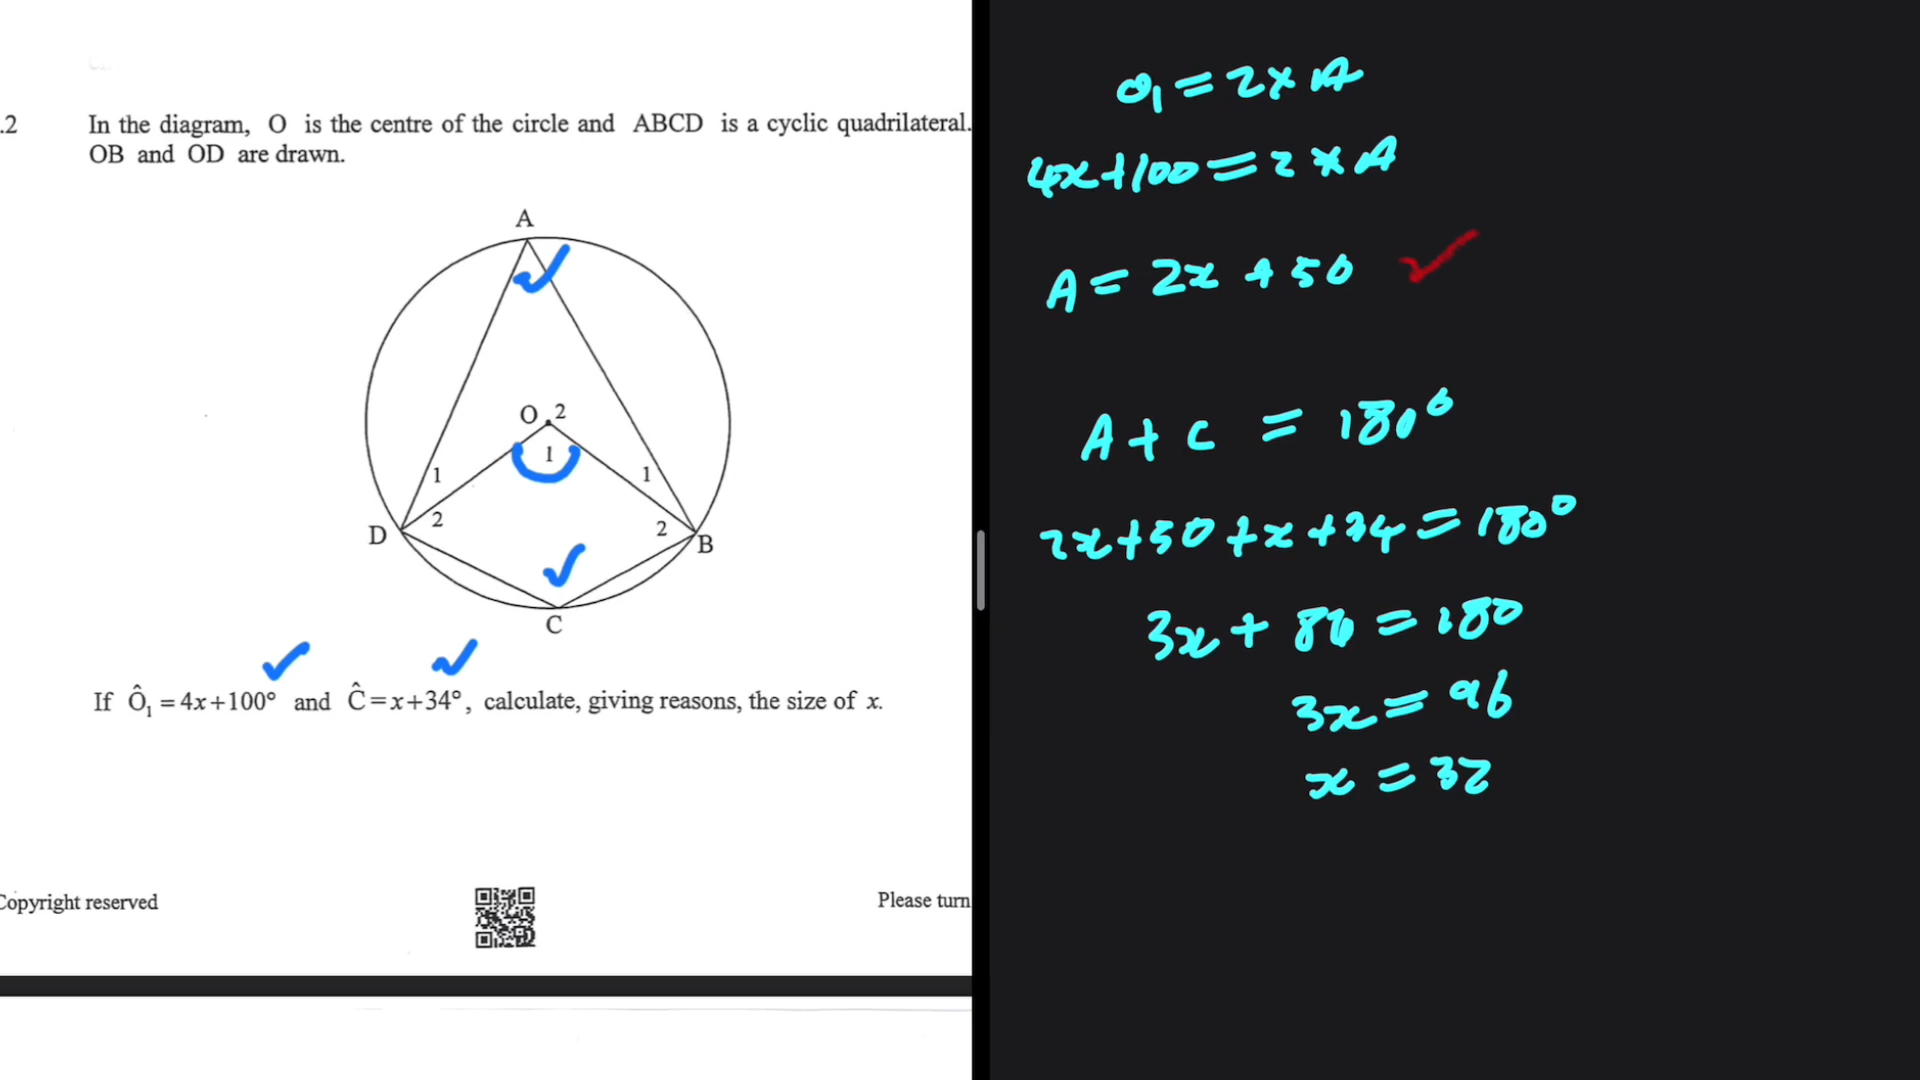 .2 In the diagram, O is the centre of the circle and ABCD is a cyclic quadrilateral.
OB and OD are drawn.
A
O 2
1
1
1
2
2
D
B
C
If Ô₁ = 4x+100° and Ĉ=x+34°, calculate, giving reasons, the size of x.
Copyright reserved
Please turn
O₁ = 2 × A
4x+100 = 2 × A
A = 2x + 50
A + C = 180°
2x+50+x+34 = 180°
3x + 84 = 180
3x = 96
x = 32